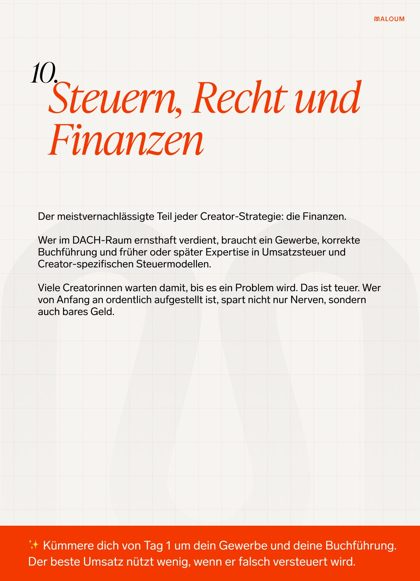 MALOUM
10.
Steuern, Recht und
Finanzen
Der meistvernachlässigte Teil jeder Creator-Strategie: die Finanzen.
Wer im DACH-Raum ernsthaft verdient, braucht ein Gewerbe, korrekte
Buchführung und früher oder später Expertise in Umsatzsteuer und
Creator-spezifischen Steuermodellen.
Viele Creatorinnen warten damit, bis es ein Problem wird. Das ist teuer. Wer
von Anfang an ordentlich aufgestellt ist, spart nicht nur Nerven, sondern
auch bares Geld.
✨ Kümmere dich von Tag 1 um dein Gewerbe und deine Buchführung.
Der beste Umsatz nützt wenig, wenn er falsch versteuert wird.